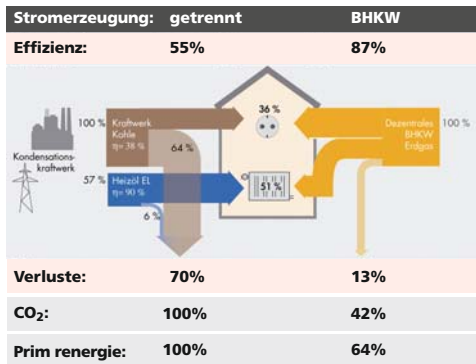 Stromerzeugung: getrennt BHKW
Effizienz: 55% 87%
36 %
100 % Kraftwerk Kohle η= 36 %
Dezentrales BHKW Erdgas 100 %
64 %
Kondensations-
kraftwerk
51 %
57 % Heizöl EL η= 90 %
6 %
Verluste: 70% 13%
CO₂: 100% 42%
Prim renergie: 100% 64%